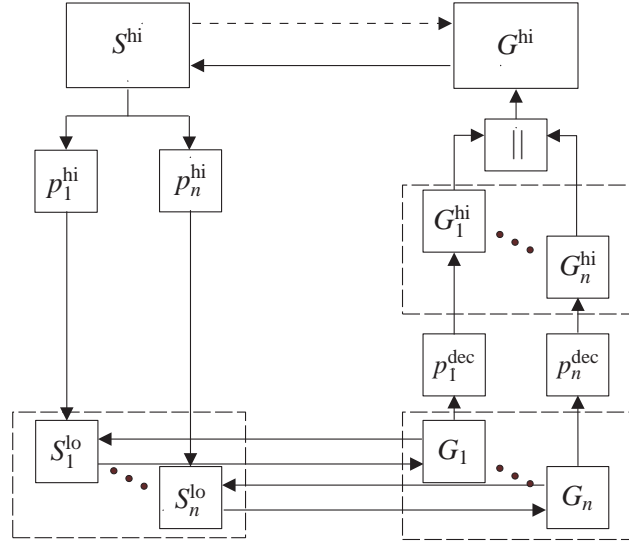 S^hi
G^hi
||
p_1^hi
p_n^hi
G_1^hi
G_n^hi
p_1^dec
p_n^dec
S_1^lo
G_1
S_n^lo
G_n